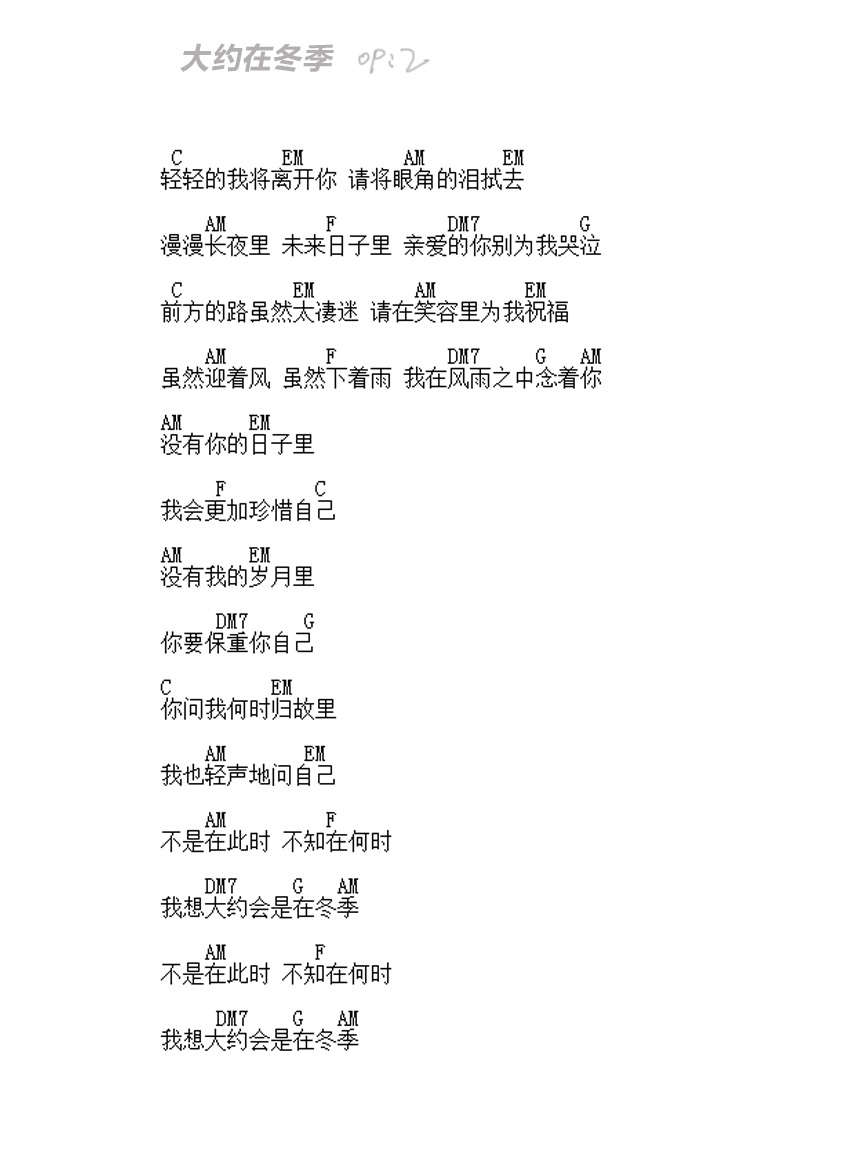 大约在冬季 OP:2
C EM AM EM
轻轻的我将离开你 请将眼角的泪拭去
AM F DM7 G
漫漫长夜里 未来日子里 亲爱的你别为我哭泣
C EM AM EM
前方的路虽然太凄迷 请在笑容里为我祝福
AM F DM7 G AM
虽然迎着风 虽然下着雨 我在风雨之中念着你
AM EM
没有你的日子里
F C
我会更加珍惜自己
AM EM
没有我的岁月里
DM7 G
你要保重你自己
C EM
你问我何时归故里
AM EM
我也轻声地问自己
AM F
不是在此时 不知在何时
DM7 G AM
我想大约会是在冬季
AM F
不是在此时 不知在何时
DM7 G AM
我想大约会是在冬季